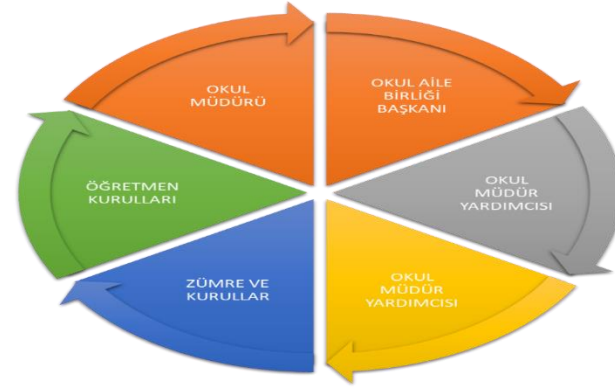 OKUL
MÜDÜRÜ
OKUL AİLE
BİRLİĞİ
BAŞKANI
OKUL
MÜDÜR
YARDIMCISI
OKUL
MÜDÜR
YARDIMCISI
ZÜMRE VE
KURULLAR
ÖĞRETMEN
KURULLARI